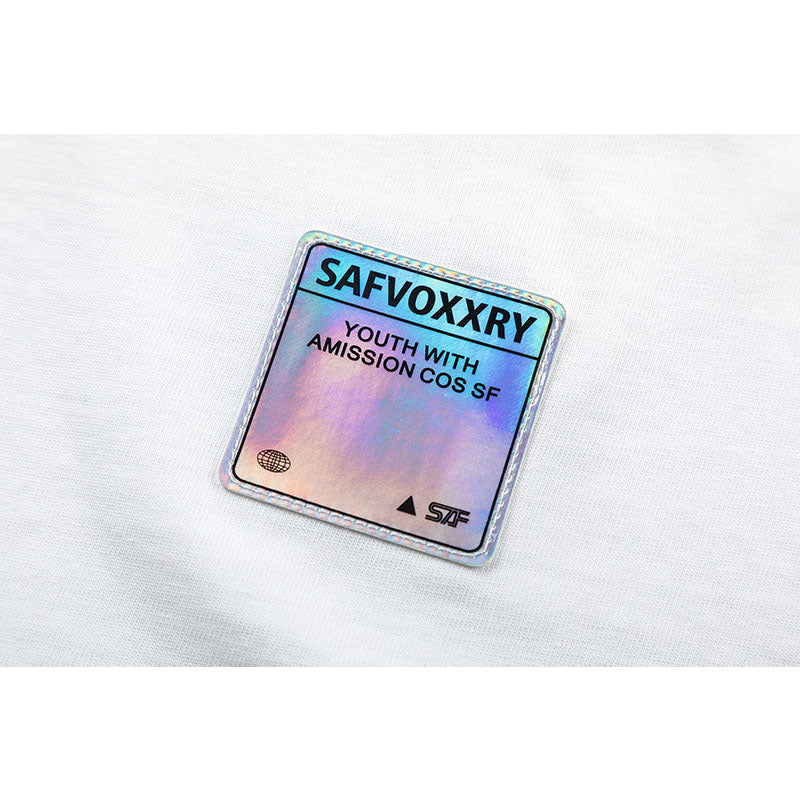 SAFVOXXRY
YOUTH WITH
AMISSION COS SF
SAF